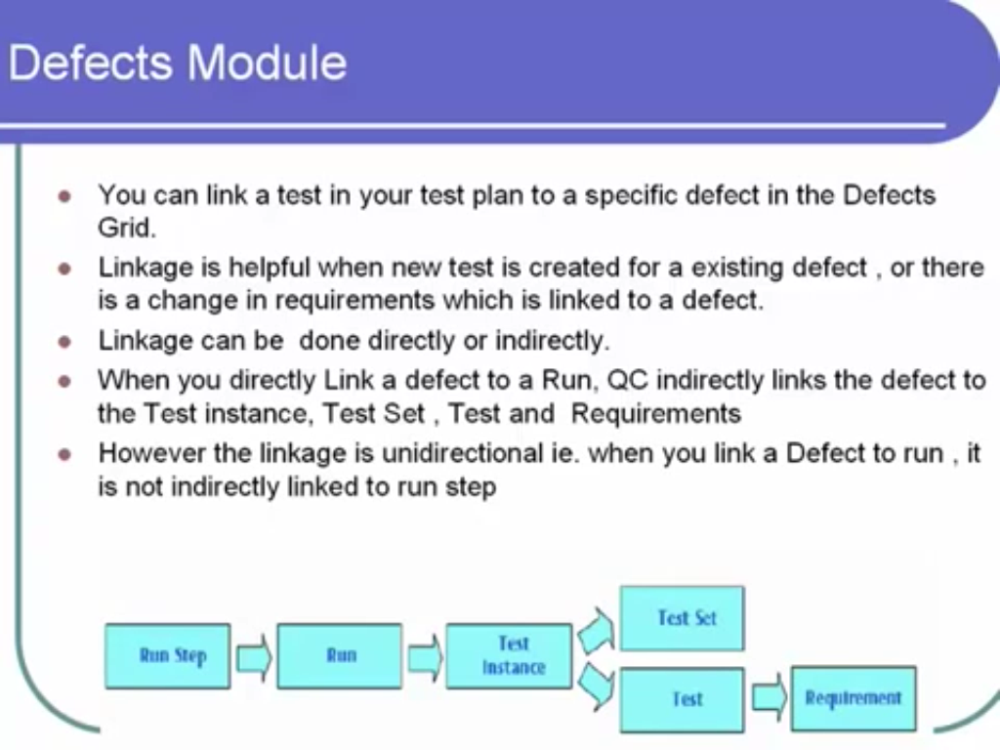 Defects Module
You can link a test in your test plan to a specific defect in the Defects
Grid.
Linkage is helpful when new test is created for a existing defect , or there
is a change in requirements which is linked to a defect.
Linkage can be done directly or indirectly.
When you directly Link a defect to a Run, QC indirectly links the defect to
the Test instance, Test Set , Test and Requirements
However the linkage is unidirectional ie. when you link a Defect to run , it
is not indirectly linked to run step
Run Step
Run
Test
Instance
Test Set
Test
Requirement